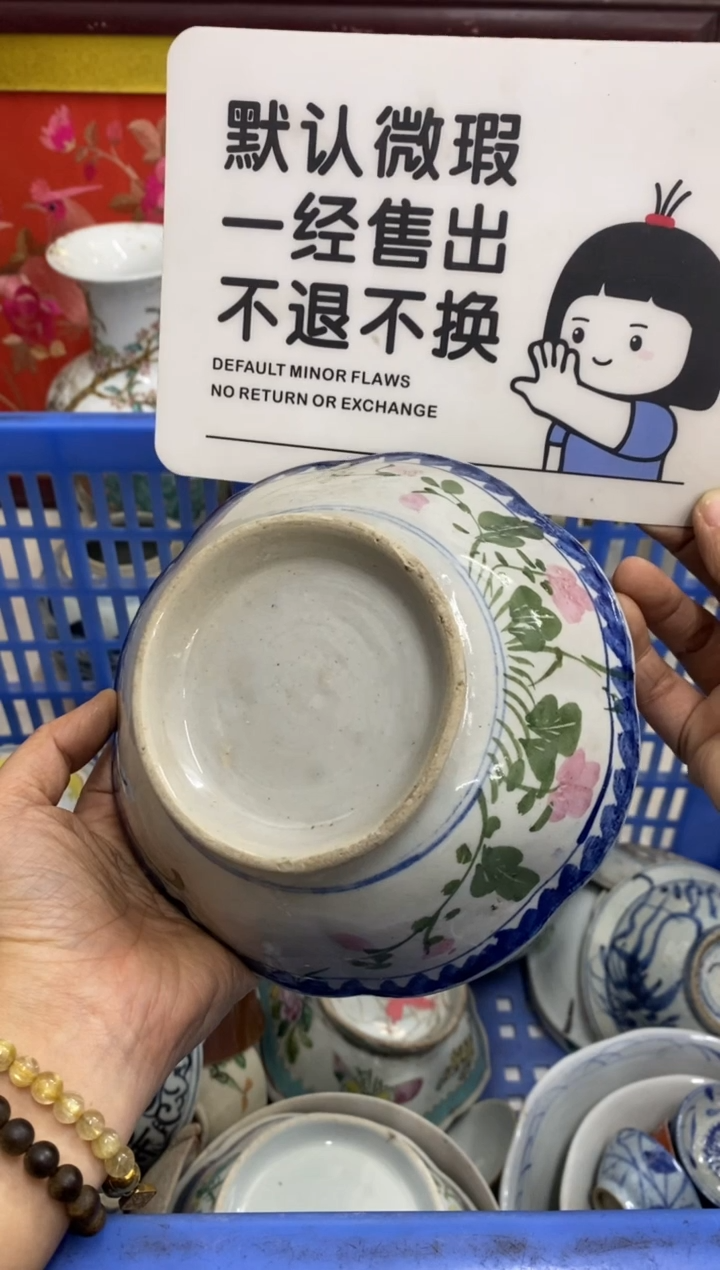 默认微瑕
一经售出
不退不换
DEFAULT MINOR FLAWS
NO RETURN OR EXCHANGE